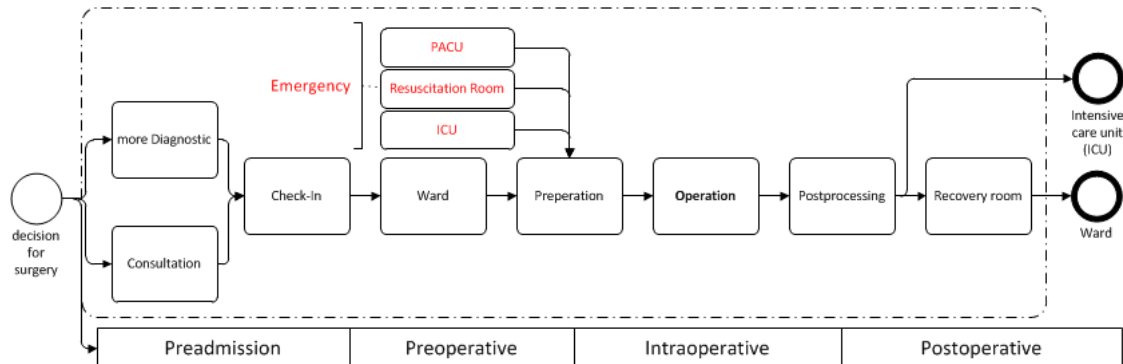 PACU
Emergency
Resuscitation Room
ICU
more Diagnostic
Intensive
care unit
(ICU)
Check-In
Ward
Preperation
Operation
Postprocessing
Recovery room
decision
for
surgery
Consultation
Ward
Preadmission
Preoperative
Intraoperative
Postoperative